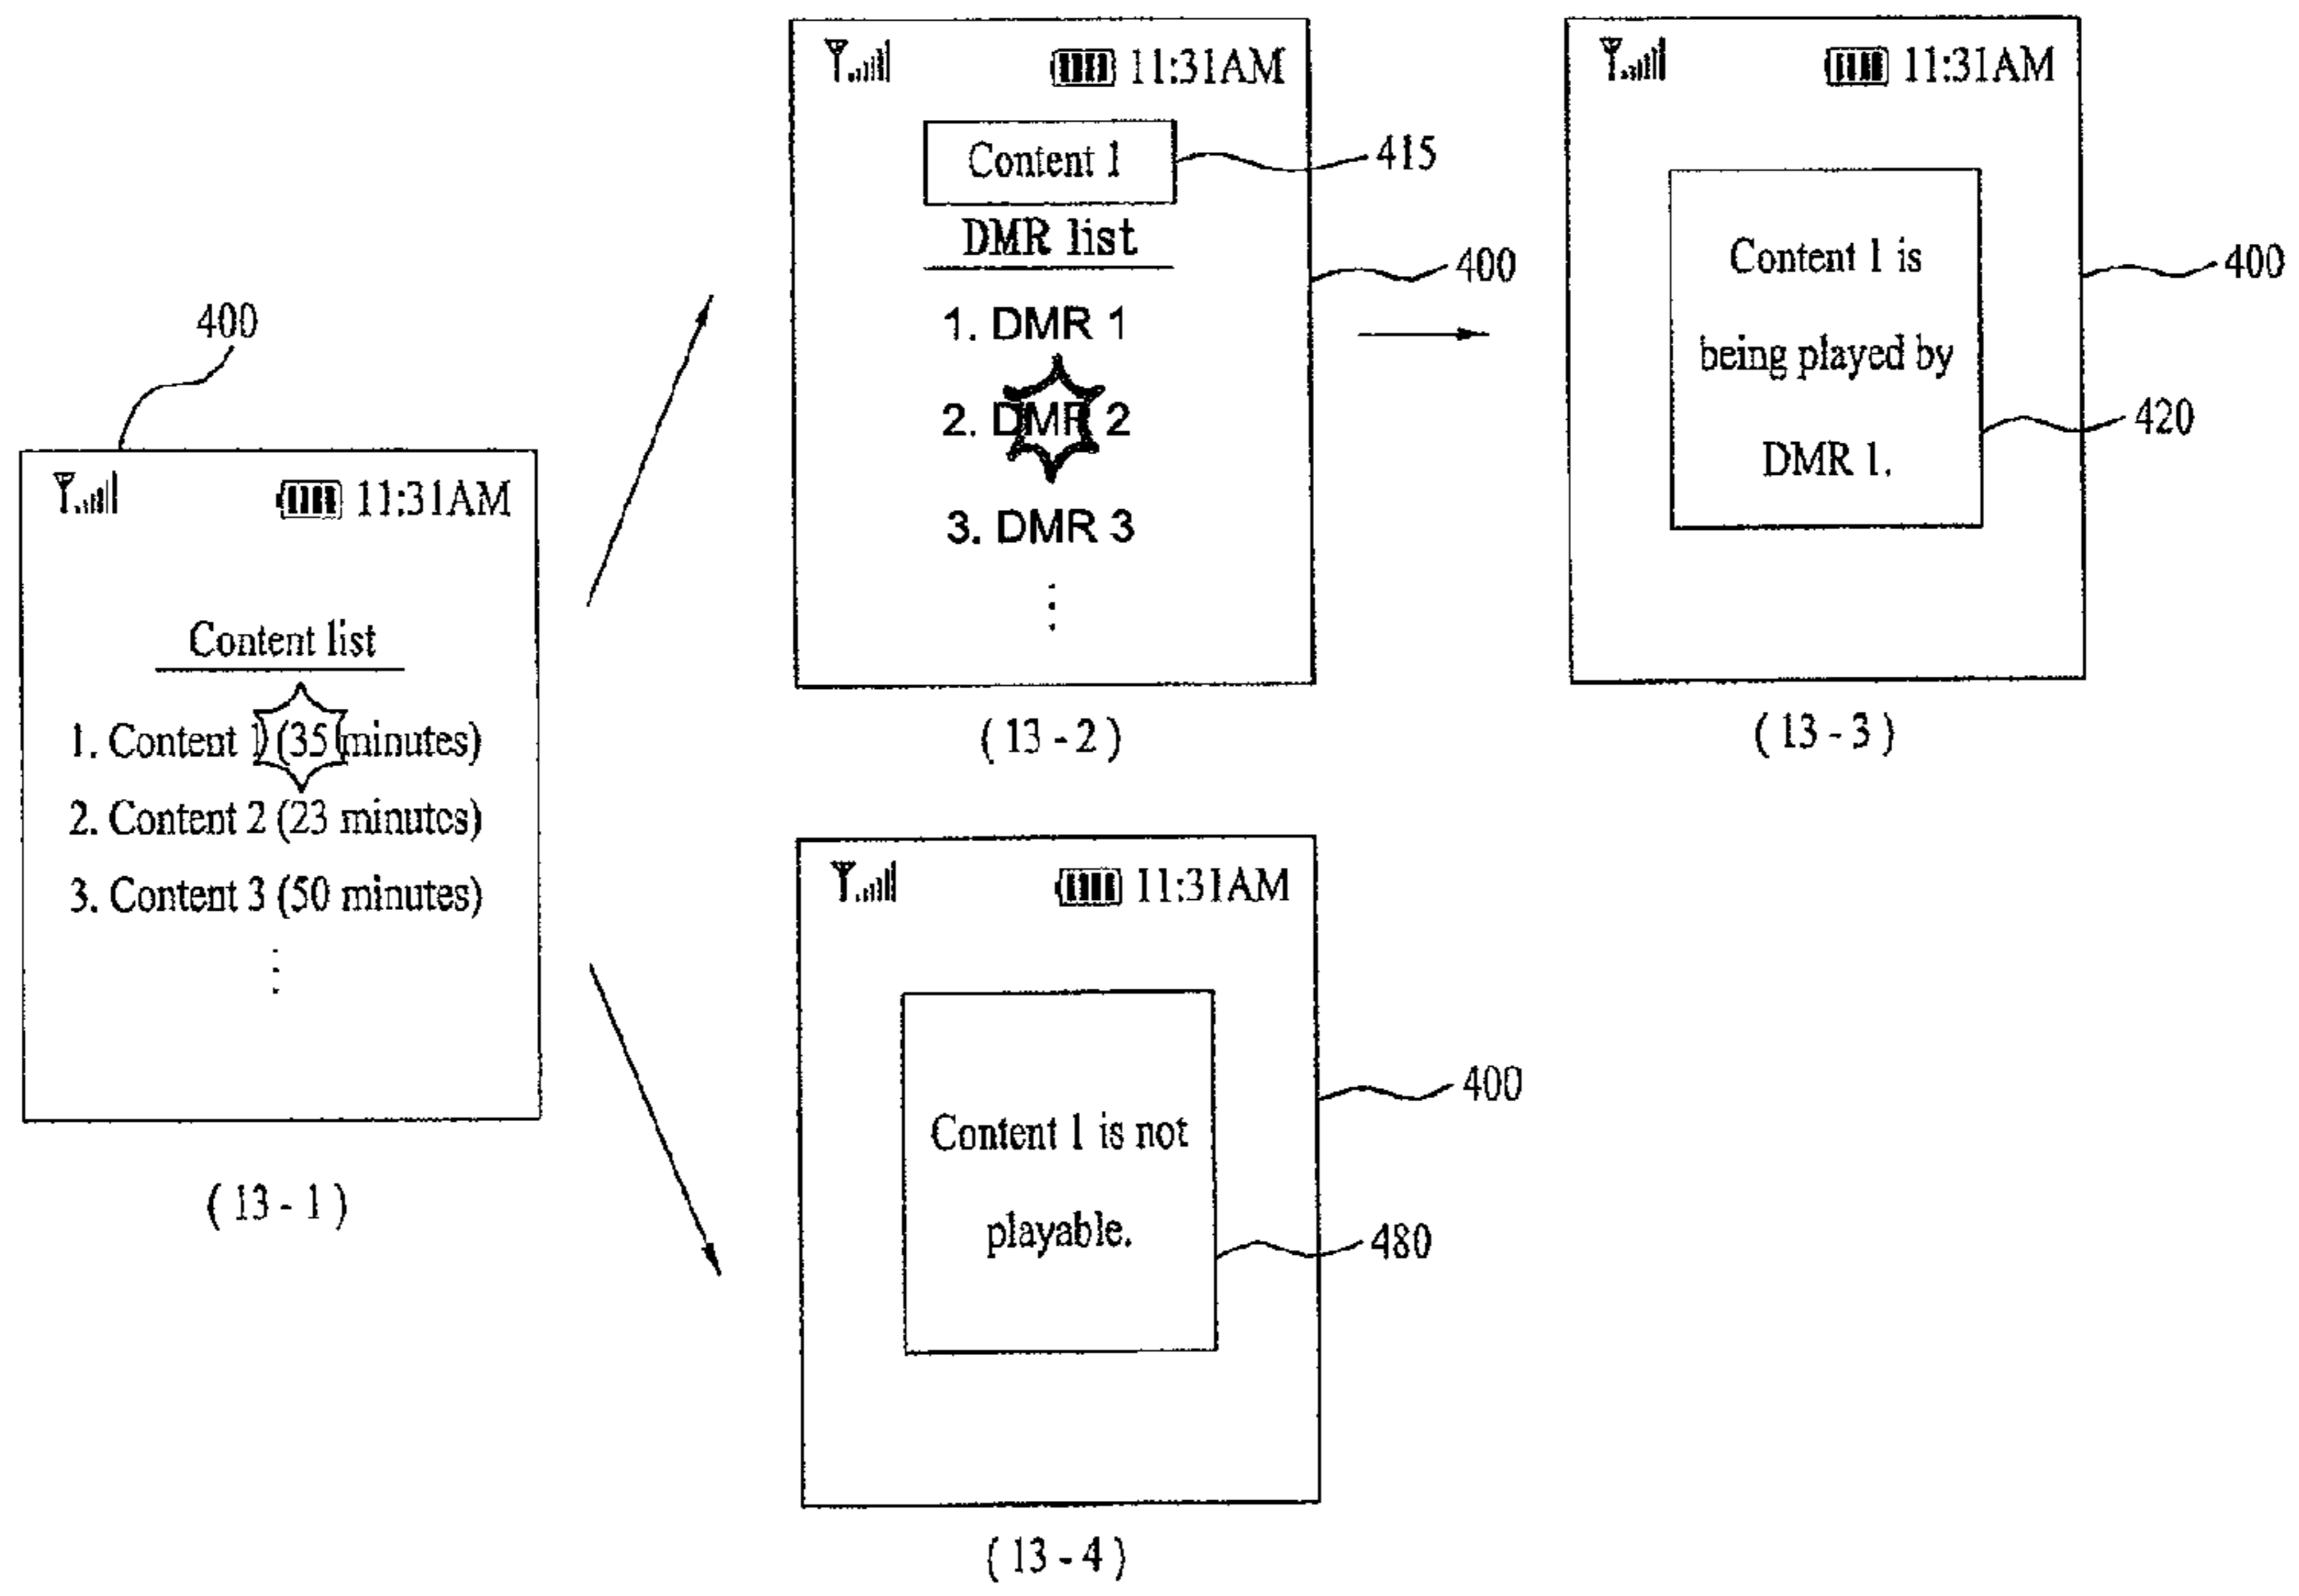 400
11:31AM
Content list
1. Content 1 (35 minutes)
2. Content 2 (23 minutes)
3. Content 3 (50 minutes)
(13-1)
11:31AM
Content 1
415
DMR list
400
1. DMR 1
2. DMR 2
3. DMR 3
(13-2)
11:31AM
Content 1 is
being played by
DMR 1.
400
420
(13-3)
11:31AM
Content 1 is not
playable.
400
480
(13-4)